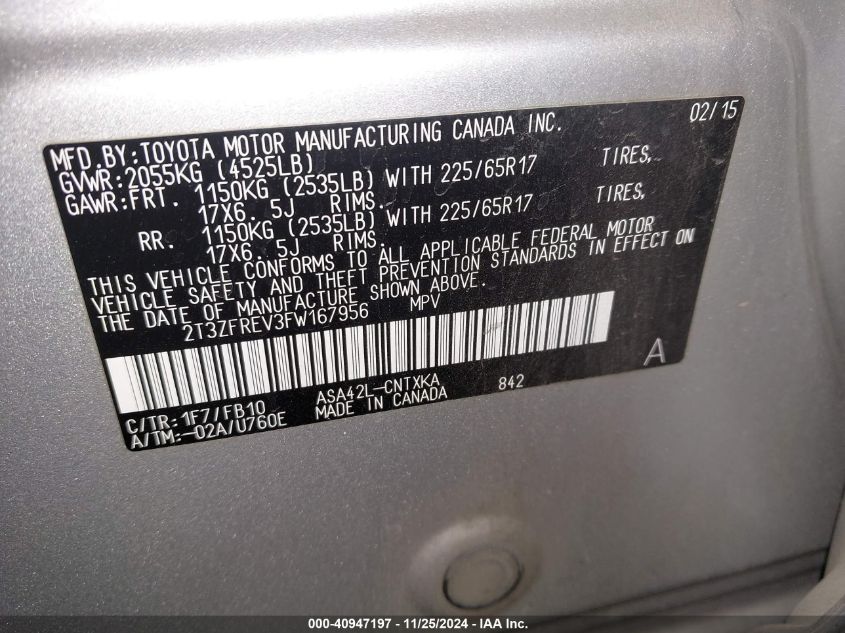 MFD.BY:TOYOTA MOTOR MANUFACTURING CANADA INC. 02/15
GVWR:2055KG (4525LB)
GAWR:FRT. 1150KG (2535LB) WITH 225/65R17 TIRES,
17X6. 5J RIMS.
RR. 1150KG (2535LB) WITH 225/65R17 TIRES,
17X6. 5J RIMS.
THIS VEHICLE CONFORMS TO ALL APPLICABLE FEDERAL MOTOR
VEHICLE SAFETY AND THEFT PREVENTION STANDARDS IN EFFECT ON
THE DATE OF MANUFACTURE SHOWN ABOVE.
2T3ZFREV3FW167956 MPV
A
C/TR:1F7/FB10 ASA42L-CNTXKA 842
A/TM:-02A/U760E MADE IN CANADA
000-40947197 - 11/25/2024 - IAA Inc.